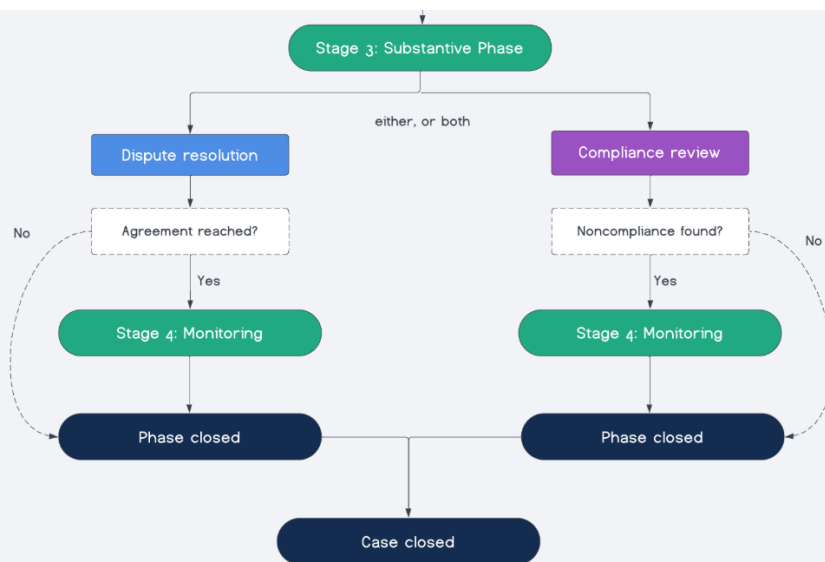 Stage 3: Substantive Phase
either, or both
Dispute resolution
Compliance review
No
Agreement reached?
Noncompliance found?
No
Yes
Yes
Stage 4: Monitoring
Stage 4: Monitoring
Phase closed
Phase closed
Case closed